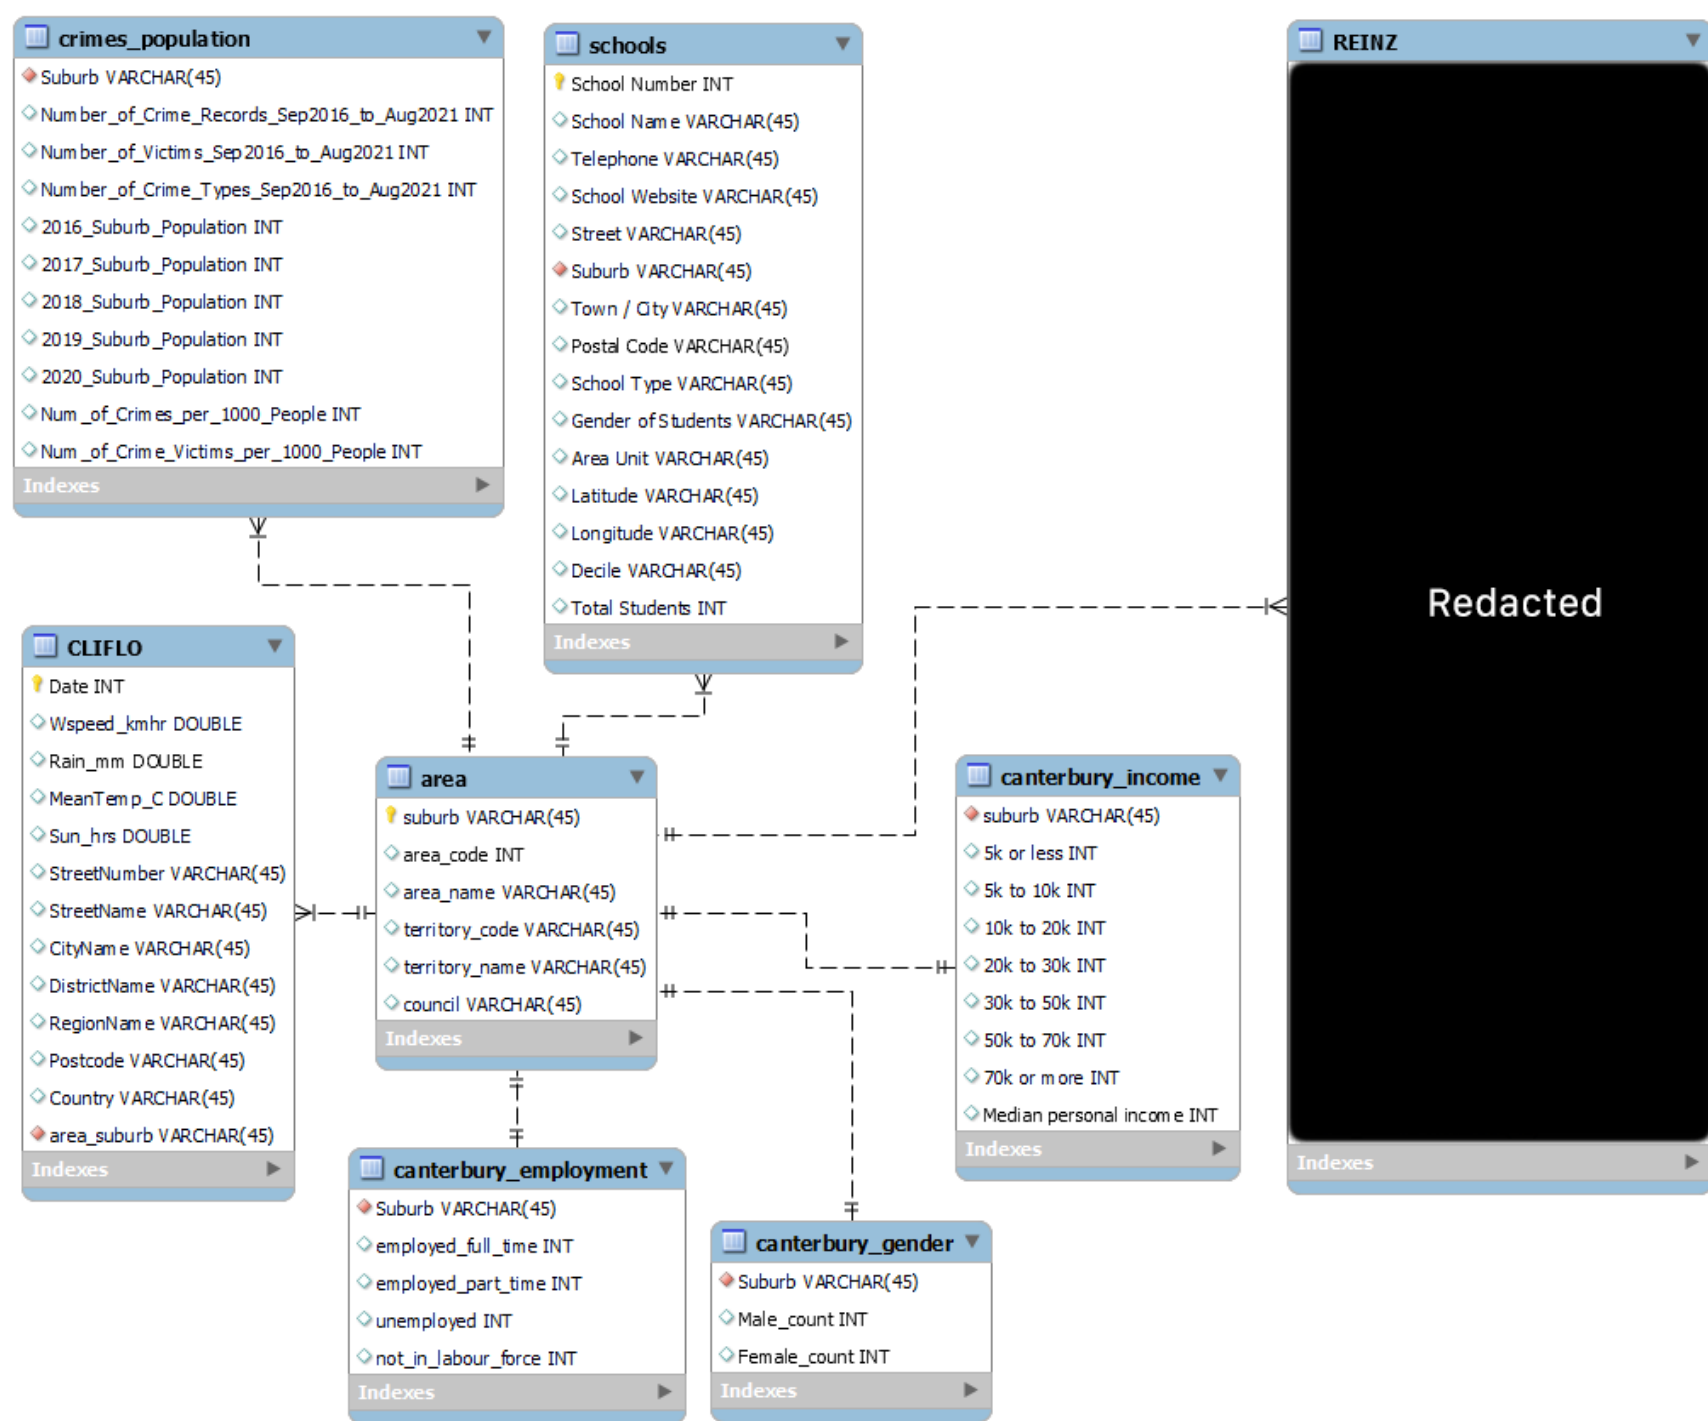 crimes_population
Suburb VARCHAR(45)
Number_of_Crime_Records_Sep2016_to_Aug2021 INT
Number_of_Victims_Sep2016_to_Aug2021 INT
Number_of_Crime_Types_Sep2016_to_Aug2021 INT
2016_Suburb_Population INT
2017_Suburb_Population INT
2018_Suburb_Population INT
2019_Suburb_Population INT
2020_Suburb_Population INT
Num_of_Crimes_per_1000_People INT
Num_of_Crime_Victims_per_1000_People INT
Indexes
schools
School Number INT
School Name VARCHAR(45)
Telephone VARCHAR(45)
School Website VARCHAR(45)
Street VARCHAR(45)
Suburb VARCHAR(45)
Town / City VARCHAR(45)
Postal Code VARCHAR(45)
School Type VARCHAR(45)
Gender of Students VARCHAR(45)
Area Unit VARCHAR(45)
Latitude VARCHAR(45)
Longitude VARCHAR(45)
Decile VARCHAR(45)
Total Students INT
Indexes
REINZ
Redacted
Indexes
CLIFLO
Date INT
Wspeed_kmhr DOUBLE
Rain_mm DOUBLE
MeanTemp_C DOUBLE
Sun_hrs DOUBLE
StreetNumber VARCHAR(45)
StreetName VARCHAR(45)
CityName VARCHAR(45)
DistrictName VARCHAR(45)
RegionName VARCHAR(45)
Postcode VARCHAR(45)
Country VARCHAR(45)
area_suburb VARCHAR(45)
Indexes
area
suburb VARCHAR(45)
area_code INT
area_name VARCHAR(45)
territory_code VARCHAR(45)
territory_name VARCHAR(45)
council VARCHAR(45)
Indexes
canterbury_income
suburb VARCHAR(45)
5k or less INT
5k to 10k INT
10k to 20k INT
20k to 30k INT
30k to 50k INT
50k to 70k INT
70k or more INT
Median personal income INT
Indexes
canterbury_employment
Suburb VARCHAR(45)
employed_full_time INT
employed_part_time INT
unemployed INT
not_in_labour_force INT
Indexes
canterbury_gender
Suburb VARCHAR(45)
Male_count INT
Female_count INT
Indexes